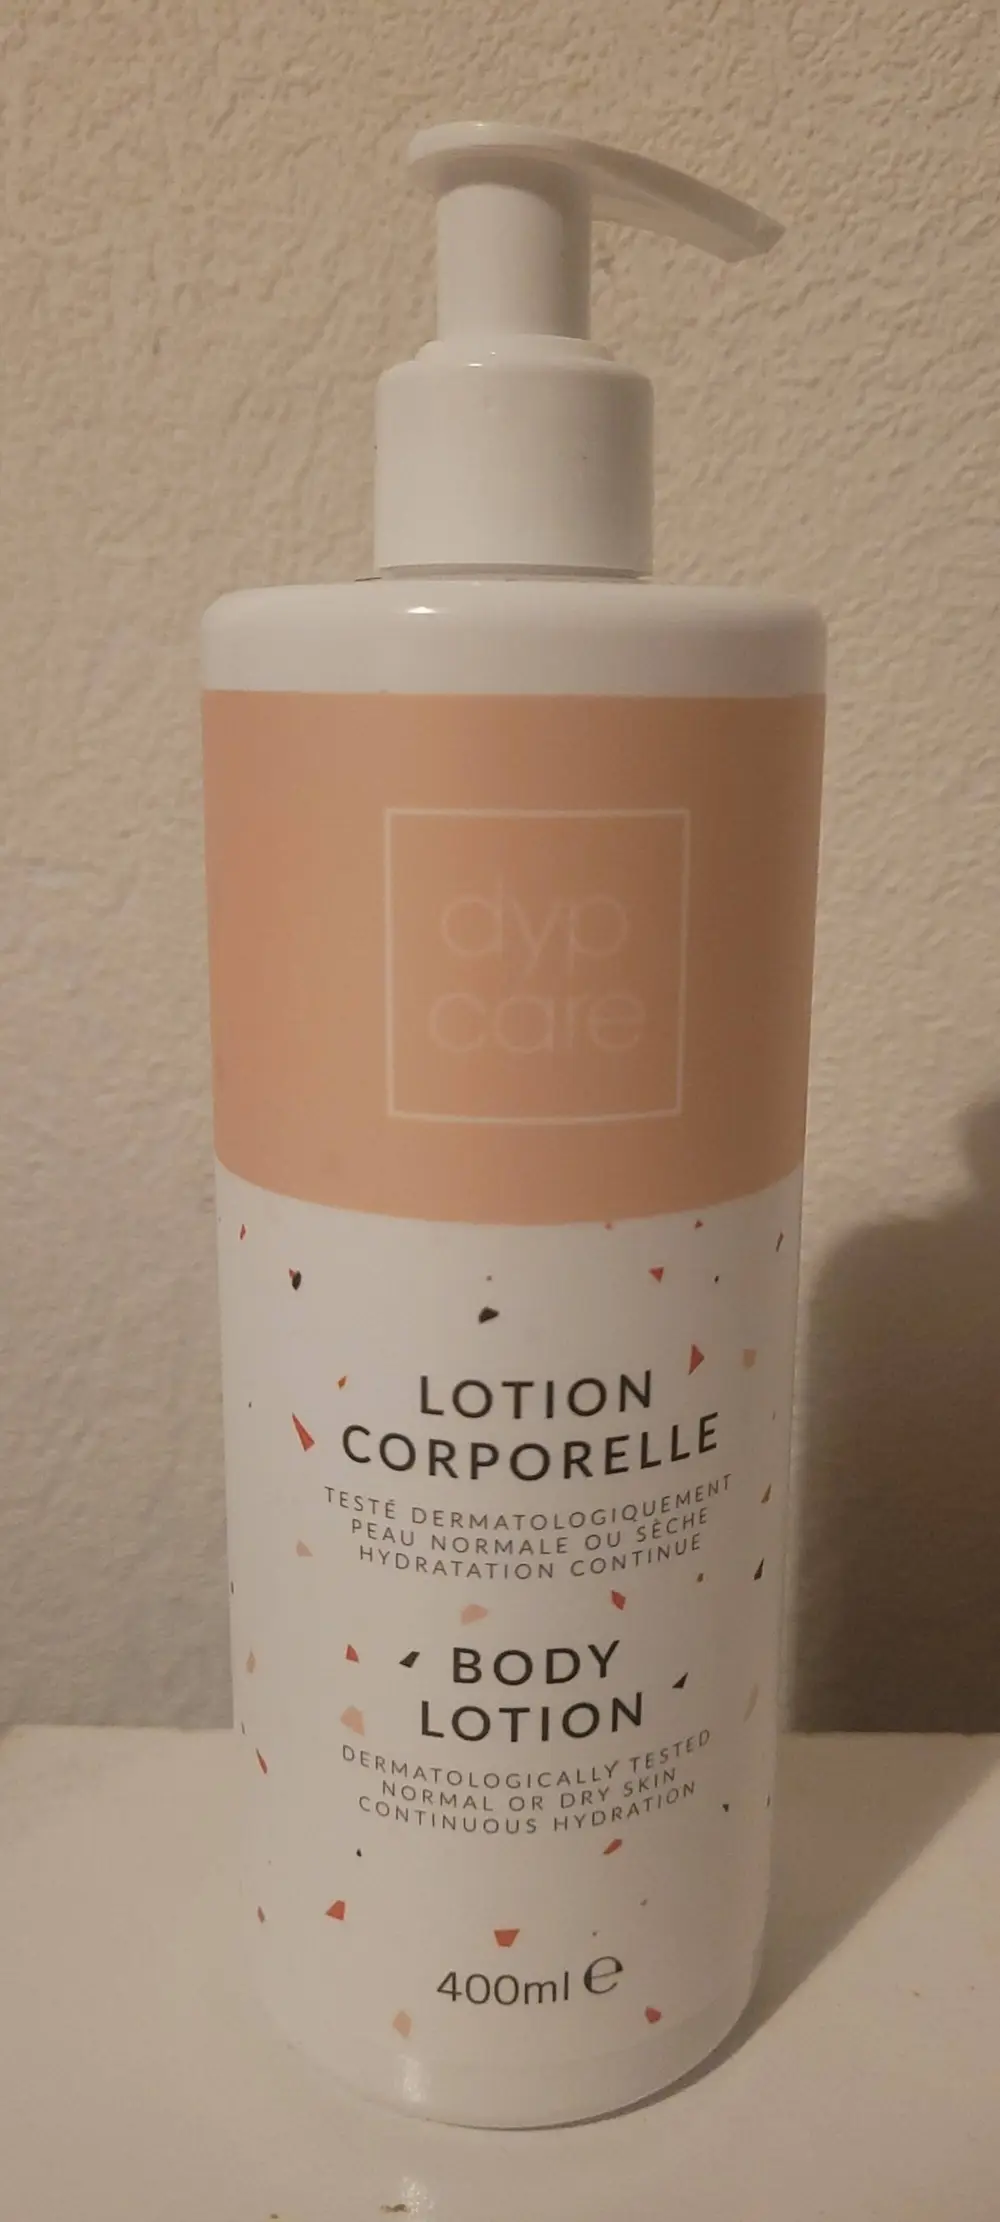 dyp
care
LOTION
CORPORELLE
TESTÉ DERMATOLOGIQUEMENT
PEAU NORMALE OU SÈCHE
HYDRATATION CONTINUE
BODY
LOTION
DERMATOLOGICALLY TESTED
NORMAL OR DRY SKIN
CONTINUOUS HYDRATION
400ml ℮